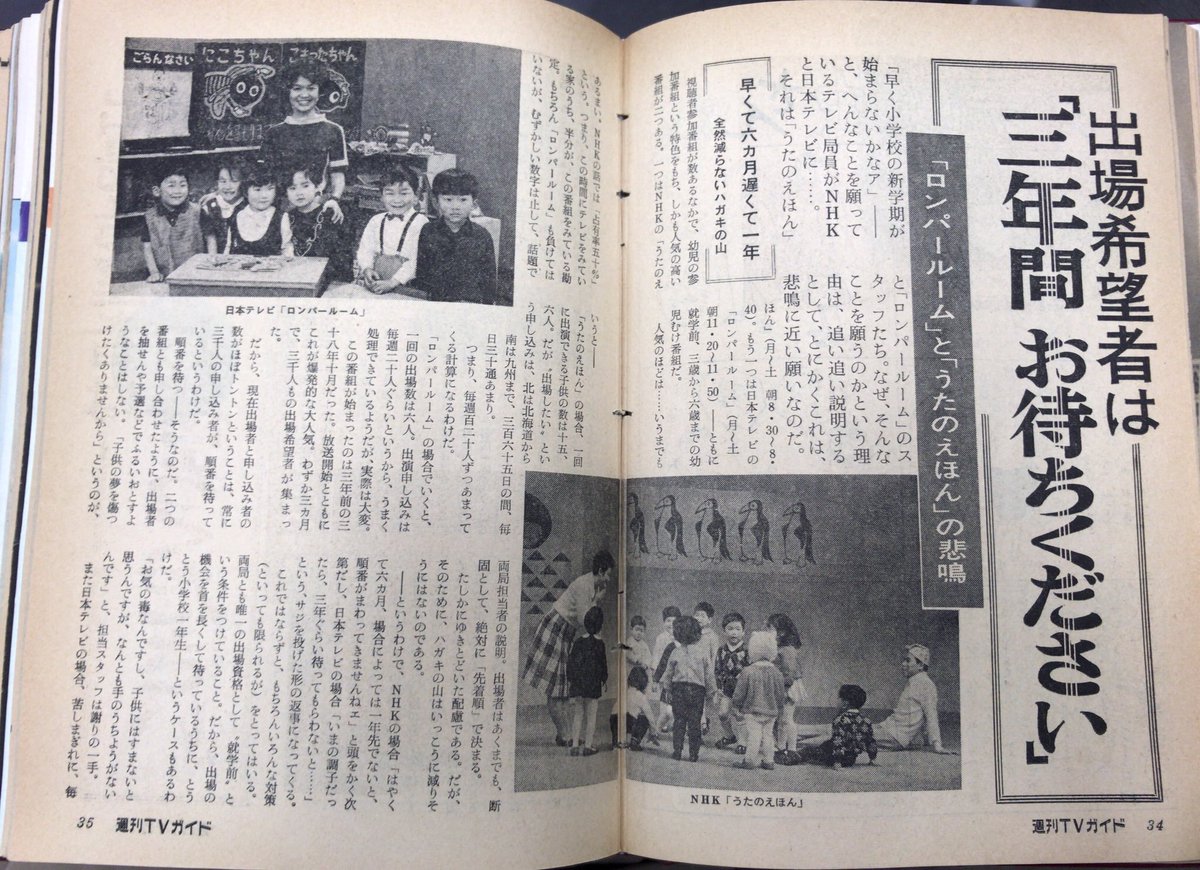 出場希望者は
『三年間 お待ちください』
「ロンパールーム」と「うたのえほん」の悲鳴
「早く小学校の新学期が
始まらないかなァ」――
と、へんなことを願って
いるテレビ局員がNHK
と日本テレビに……。
それは「うたのえほん」
と「ロンパールーム」のス
タッフたち。なぜ、そんな
ことを願うのかという理
由は、追い追い説明する
として、とにかくこれは、
悲鳴に近い願いなのだ。
早くて六カ月遅くて一年
全然減らないハガキの山
視聴者参加番組が数あるなかで、幼児の参
加番組という特色をもち、しかも人気の高い
番組が二つある。一つはNHKの「うたのえ
ほん」(月~土 朝8・30~8・
40)。もう一つは日本テレビの
「ロンパールーム」(月~土
朝11・20~11・50)――ともに
就学前、三歳から六歳までの幼
児むけ番組だ。
人気のほどは……いうまでも
あるまい。NHKの話では〝占有率五十%〟
という。つまり、この時間にテレビをみてい
る家のうち、半分が、この番組をみている勘
定。もちろん「ロンパールーム」も負けては
いないが、むずかしい数字は止して、話題で
いうと――
「うたのえほん」の場合、一回
に出演できる子供の数は十五、
六人。だが〝出場したい〟とい
う申し込みは、北は北海道から
南は九州まで、三百六十五日の間、毎
日三十通あまり。
つまり、毎週百二十人ずつあまって
くる計算になるわけだ。
「ロンパールーム」の場合でいくと、
一回の出場数は六人。出演申し込みは
毎週二十人ぐらいというから、うまく
処理できているようだが、実際は大変。
この番組が始まったのは三年前の三
十八年十月だった。放送開始とともに
これが爆発的な大人気。わずか三カ月
で、三千人もの出場希望者が集まっ
た。
だから、現在出場者と申し込み者の
数がほぼトントンということは、常に
三千人の申し込み者が、順番を待って
いるというわけだ。
順番を待つ――そうなのだ。二つの
番組とも申し合わせたように、出場者
を抽せんや予選などでふるいおとすよ
うなことはしない。「子供の夢を傷つ
けたくありませんから」というのが、
両局担当者の説明。出場者はあくまでも、断
固として、絶対に「先着順」で決まる。
たしかにゆきとどいた配慮である。だが、
そのために、ハガキの山はいっこうに減りそ
うにはないのである。
――というわけで、NHKの場合「はやく
て六カ月、場合によっては一年先でないと、
順番がまわってきませんねェ」と頭をかく次
第だし、日本テレビの場合「いまの調子だっ
たら、三年ぐらい待ってもらわないと……」
という、サジを投げた形の返事になってくる。
これではならずと、もちろんいろんな対策
(といっても限られるが)をとってはいる。
両局とも唯一の出場資格として〝就学前〟と
いう条件をつけていること。だから、出場の
機会を首を長くして待っているうちに、とう
とう小学校一年生――というケースもあるわ
けだ。
「お気の毒なんですし、子供にはすまないと
思うんですが、なんとも手のうちようがない
んです」と、担当スタッフは謝りの一手。
また日本テレビの場合、苦しまぎれに、毎
ごらんなさい
にこちゃん
こまったちゃん
日本テレビ「ロンパールーム」
NHK「うたのえほん」
35 週刊TVガイド
週刊TVガイド 34